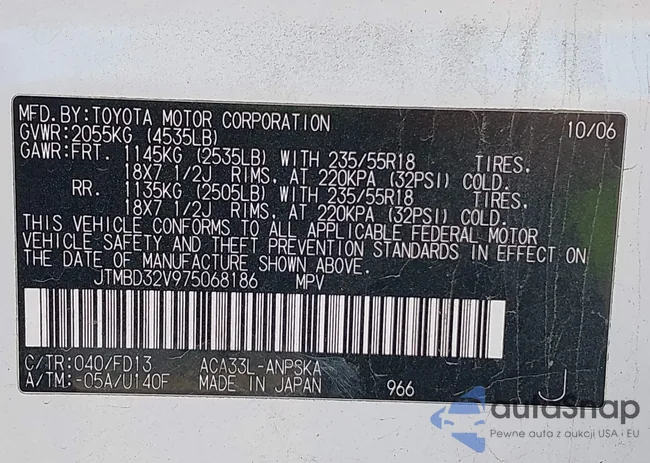 MFD.BY:TOYOTA MOTOR CORPORATION 10/06
GVWR:2055KG (4535LB)
GAWR:FRT. 1145KG (2535LB) WITH 235/55R18 TIRES,
18X7 1/2J RIMS, AT 220KPA (32PSI) COLD.
RR. 1135KG (2505LB) WITH 235/55R18 TIRES,
18X7 1/2J RIMS, AT 220KPA (32PSI) COLD.
THIS VEHICLE CONFORMS TO ALL APPLICABLE FEDERAL MOTOR
VEHICLE SAFETY AND THEFT PREVENTION STANDARDS IN EFFECT ON
THE DATE OF MANUFACTURE SHOWN ABOVE.
JTMBD32V975068186 MPV
C/TR:040/FD13 ACA33L-ANPSKA
A/TM:-05A/U140F MADE IN JAPAN 966 J
autosnap
Pewne auta z aukcji USA i EU